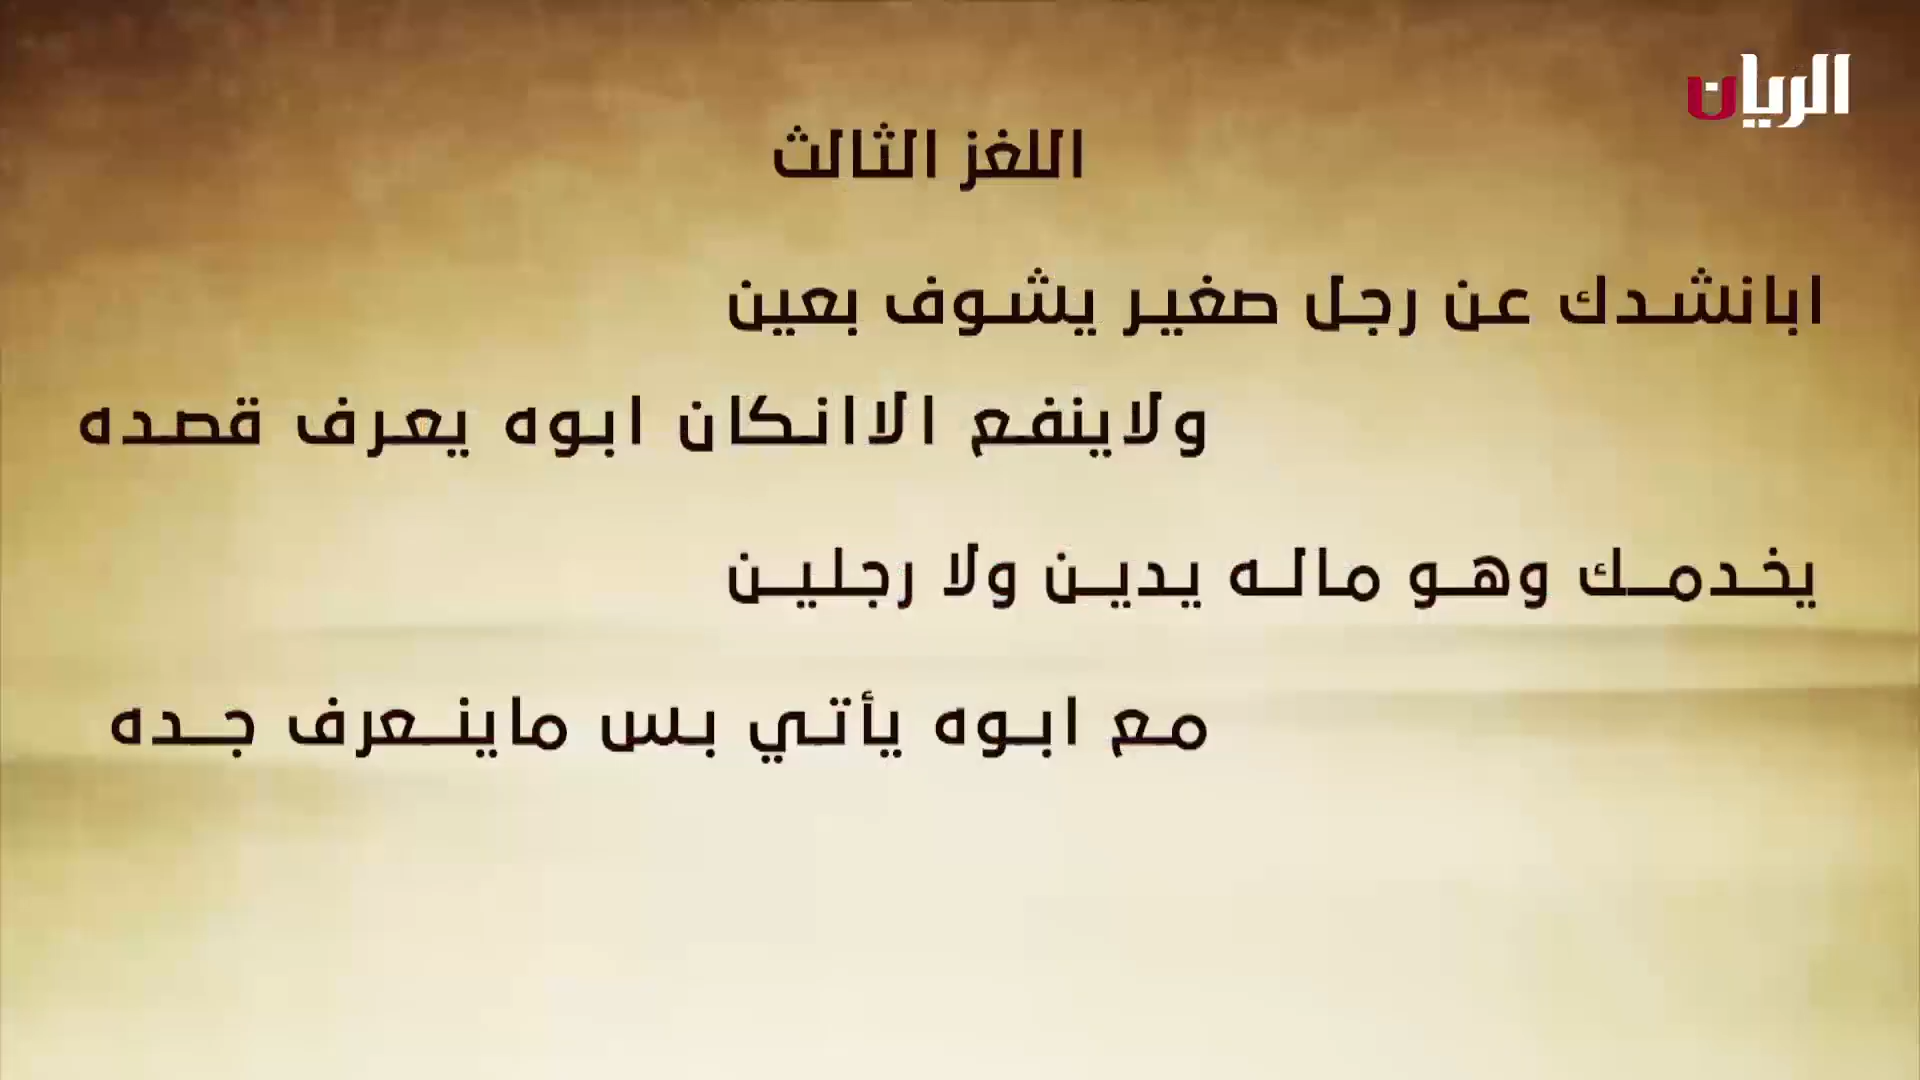 الريان
اللغز الثالث
ابانشدك عن رجل صغير يشوف بعين
ولاينفع الاانكان ابوه يعرف قصده
يخدمك وهو ماله يدين ولا رجلين
مع ابوه يأتي بس ماينعرف جده